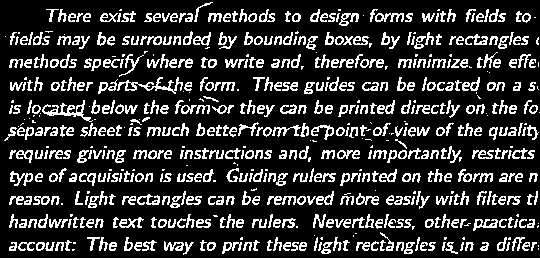 There exist several methods to design forms with fields to
fields may be surrounded by bounding boxes, by light rectangles
methods specify where to write and, therefore, minimize the effe
with other parts of the form. These guides can be located on a s
is located below the form or they can be printed directly on the fo
separate sheet is much better from the point of view of the quality
requires giving more instructions and, more importantly, restricts
type of acquisition is used. Guiding rulers printed on the form are n
reason. Light rectangles can be removed more easily with filters th
handwritten text touches the rulers. Nevertheless, other practica
account: The best way to print these light rectangles is in a differ